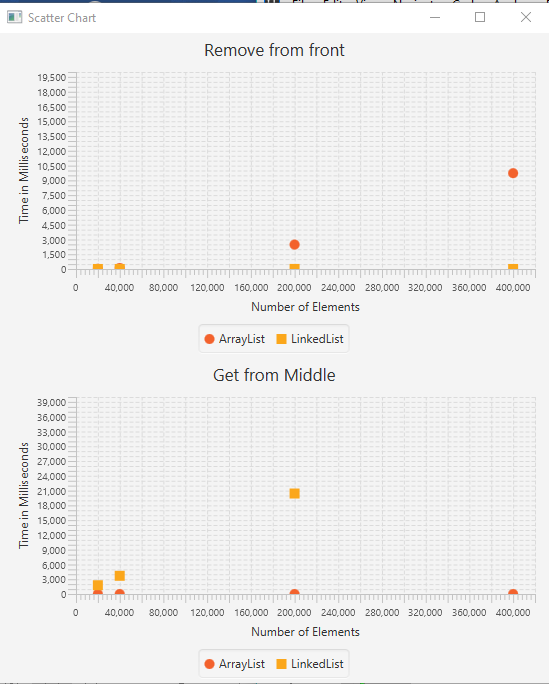 Scatter Chart
Remove from front
Time in Milliseconds
19,500
18,000
16,500
15,000
13,500
12,000
10,500
9,000
7,500
6,000
4,500
3,000
1,500
0
0 40,000 80,000 120,000 160,000 200,000 240,000 280,000 320,000 360,000 400,000
Number of Elements
ArrayList LinkedList
Get from Middle
Time in Milliseconds
39,000
36,000
33,000
30,000
27,000
24,000
21,000
18,000
15,000
12,000
9,000
6,000
3,000
0
0 40,000 80,000 120,000 160,000 200,000 240,000 280,000 320,000 360,000 400,000
Number of Elements
ArrayList LinkedList